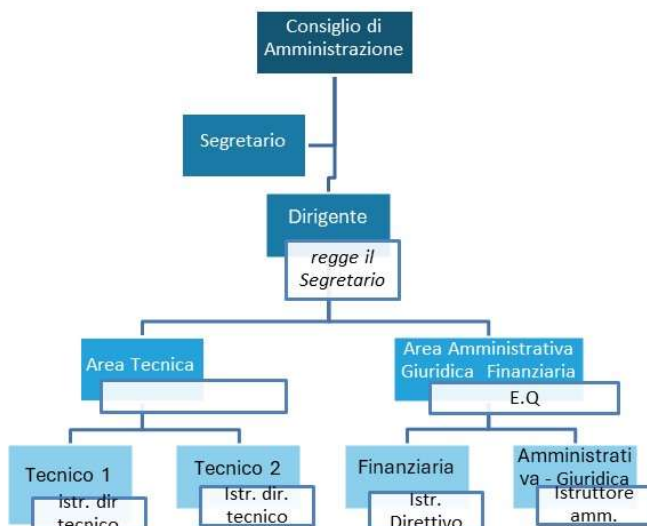 Consiglio di
Amministrazione
Segretario
Dirigente
regge il
Segretario
Area Tecnica
Area Amministrativa
Giuridica Finanziaria
E.Q
Tecnico 1
istr. dir
tecnico
Tecnico 2
Istr. dir.
tecnico
Finanziaria
Istr.
Direttivo
Amministrati
va - Giuridica
Istruttore
amm.